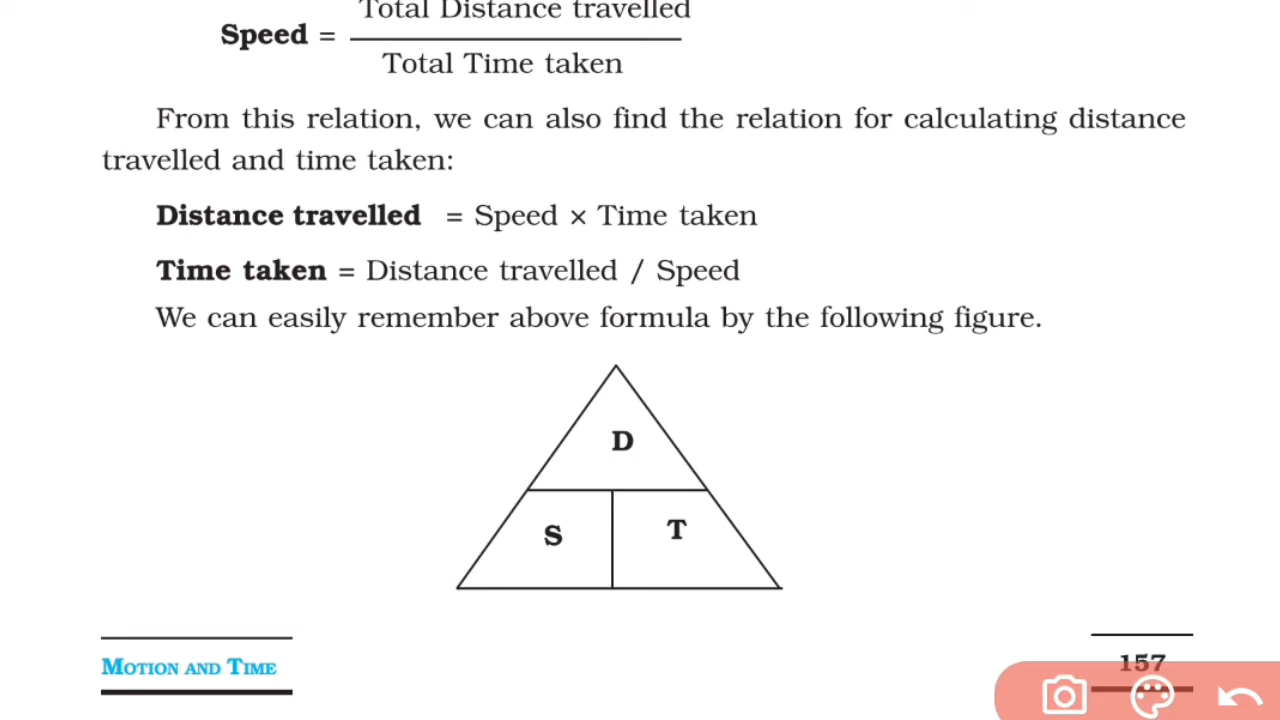 Total Distance travelled
Speed =
Total Time taken
From this relation, we can also find the relation for calculating distance
travelled and time taken:
Distance travelled = Speed × Time taken
Time taken = Distance travelled / Speed
We can easily remember above formula by the following figure.
D
S T
MOTION AND TIME
157